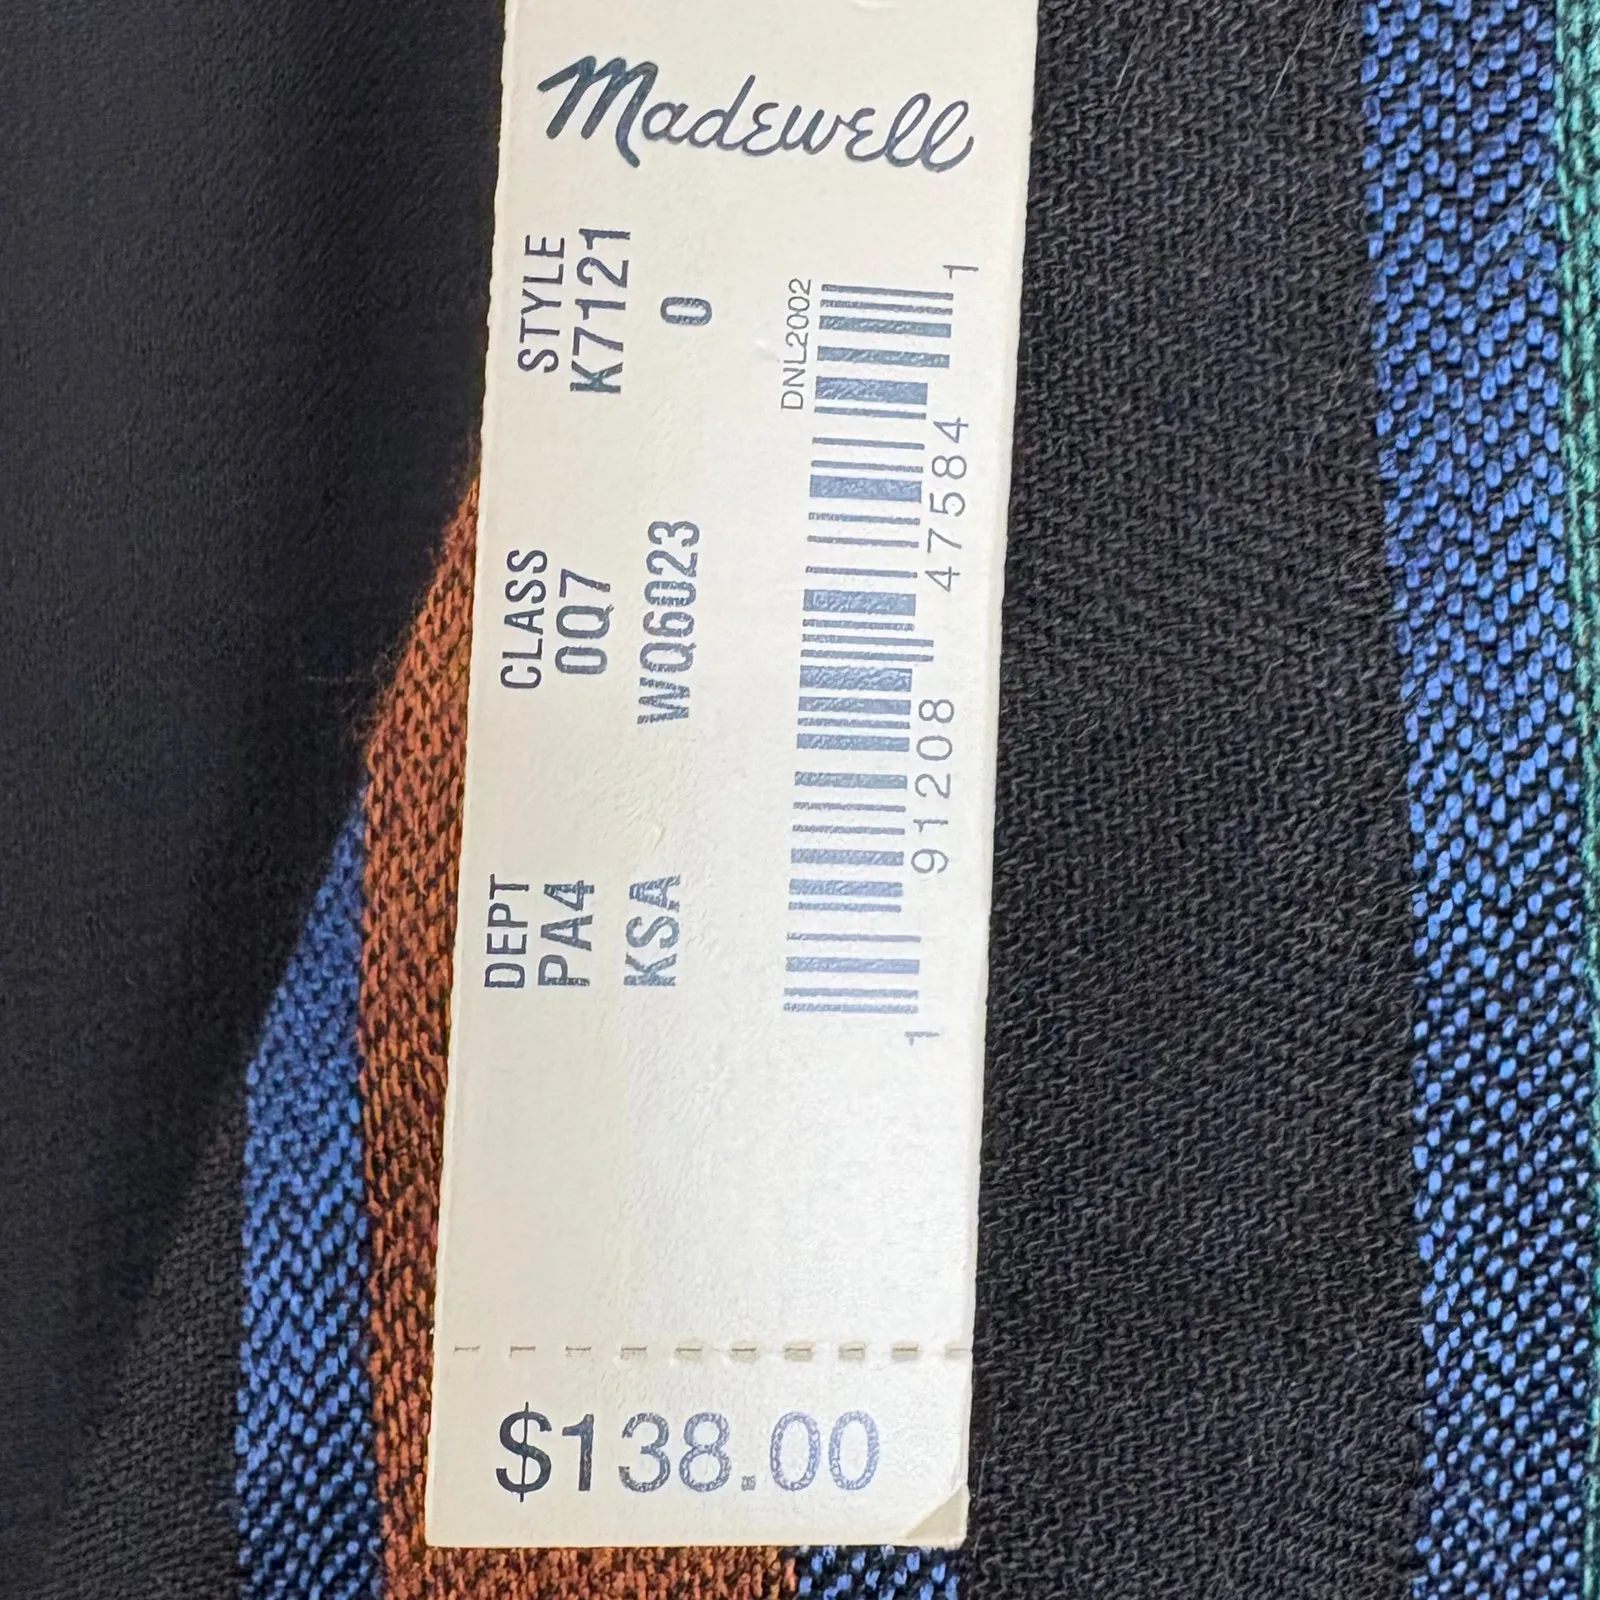 Madewell
DEPT CLASS STYLE
PA4 0Q7 K7121
KSA WQ6023 0
DNL2002
1 91208 47584 1
$138.00